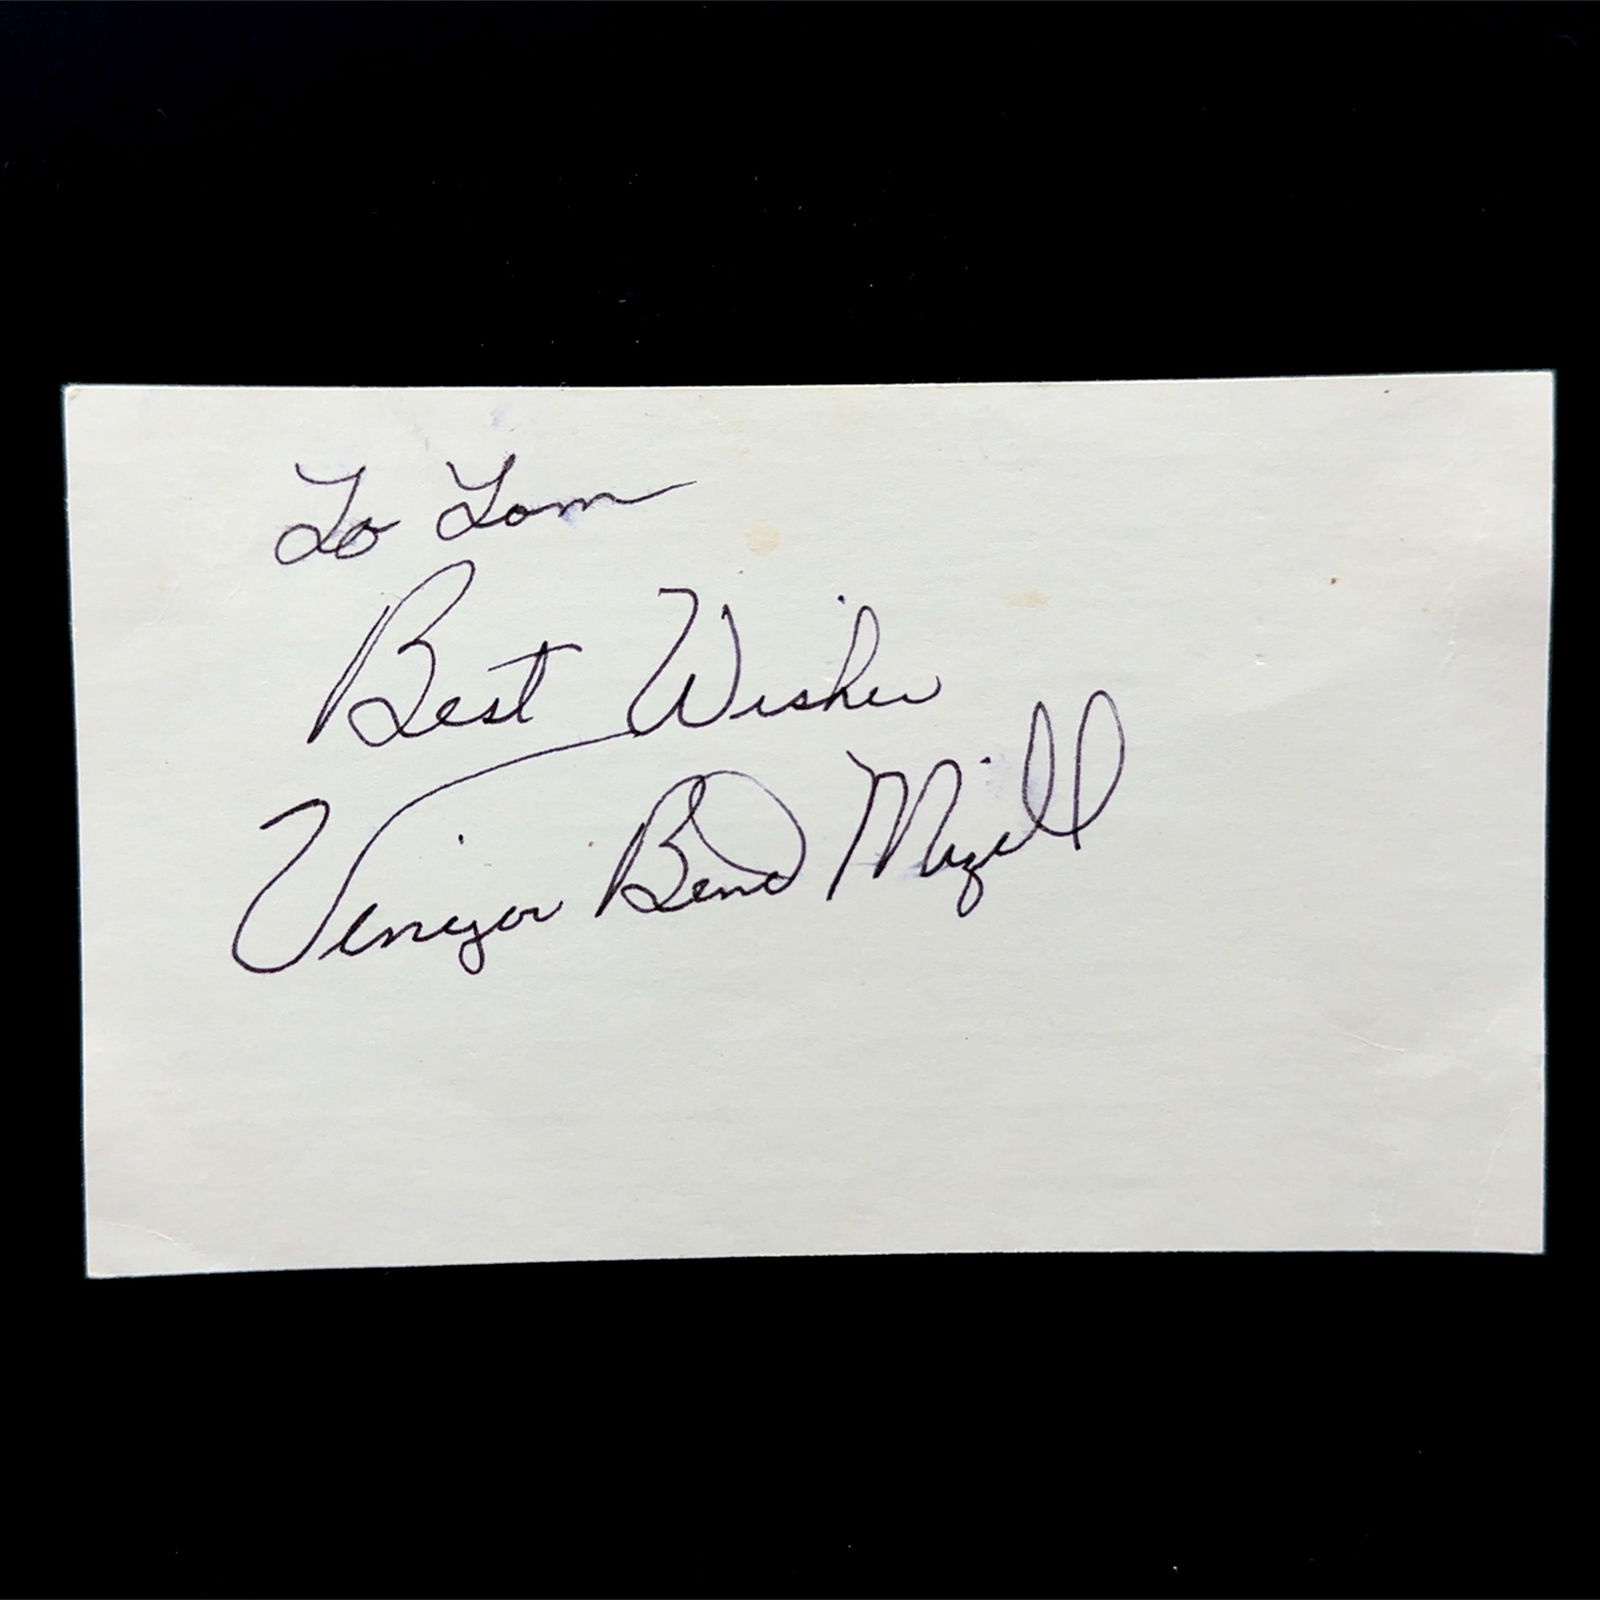 To Tom
Best Wishes
Vinegar Bend Mizell